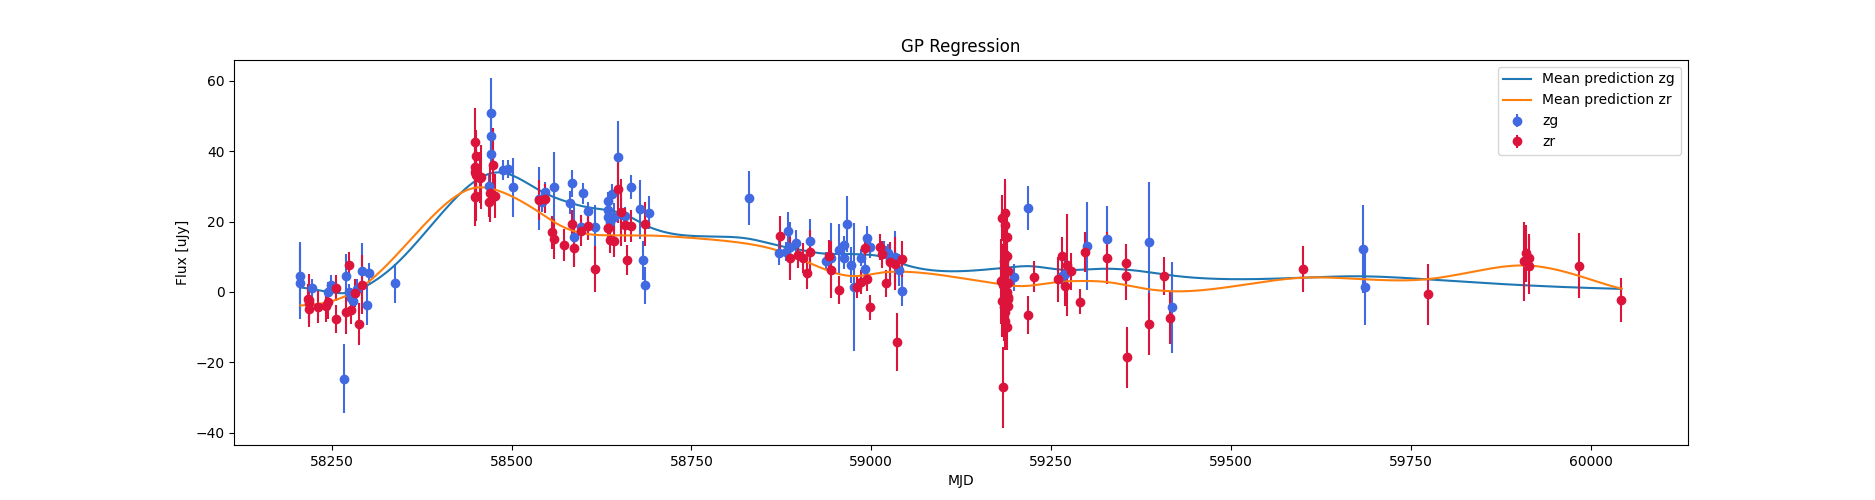 GP Regression
Flux [uJy]
60
40
20
0
−20
−40
Mean prediction zg
Mean prediction zr
zg
zr
58250
58500
58750
59000
59250
59500
59750
60000
MJD